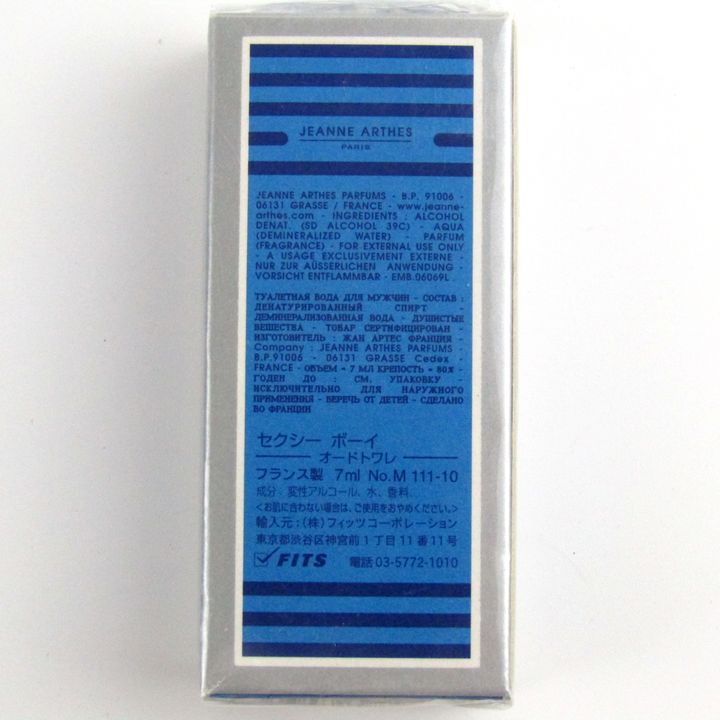 JEANNE ARTHES
PARIS
JEANNE ARTHES PARFUMS - B.P. 91006 -
06131 GRASSE / FRANCE - www.jeanne-
arthes.com - INGREDIENTS : ALCOHOL
DENAT. (SD ALCOHOL 39C) - AQUA
(DEMINERALIZED WATER) - PARFUM
(FRAGRANCE) - FOR EXTERNAL USE ONLY
- A USAGE EXCLUSIVEMENT EXTERNE -
NUR ZUR AÜSSERLICHEN ANWENDUNG -
VORSICHT ENTFLAMMBAR - EMB.06069L
ТУАЛЕТНАЯ ВОДА ДЛЯ МУЖЧИН - СОСТАВ :
ДЕНАТУРИРОВАННЫЙ СПИРТ -
ДЕМИНЕРАЛИЗОВАННАЯ ВОДА - ДУШИСТЫЕ
ВЕЩЕСТВА - ТОВАР СЕРТИФИЦИРОВАН -
ИЗГОТОВИТЕЛЬ : ЖАН АРТЕС ФРАНЦИЯ -
Company : JEANNE ARTHES PARFUMS -
B.P.91006 - 06131 GRASSE Cedex -
FRANCE - ОБЪЕМ = 7 МЛ КРЕПОСТЬ = 80%
ГОДЕН ДО : СМ. УПАКОВКУ -
ИСКЛЮЧИТЕЛЬНО ДЛЯ НАРУЖНОГО
ПРИМЕНЕНИЯ - БЕРЕЧЬ ОТ ДЕТЕЙ - СДЕЛАНО
ВО ФРАНЦИИ
セクシー ボーイ
オードトワレ
フランス製 7ml No.M 111-10
成分 : 変性アルコール、水、香料
<お肌に合わない場合は、ご使用をおやめください。>
輸入元:(株)フィッツコーポレーション
東京都渋谷区神宮前1丁目11番11号
FITS 電話 03-5772-1010